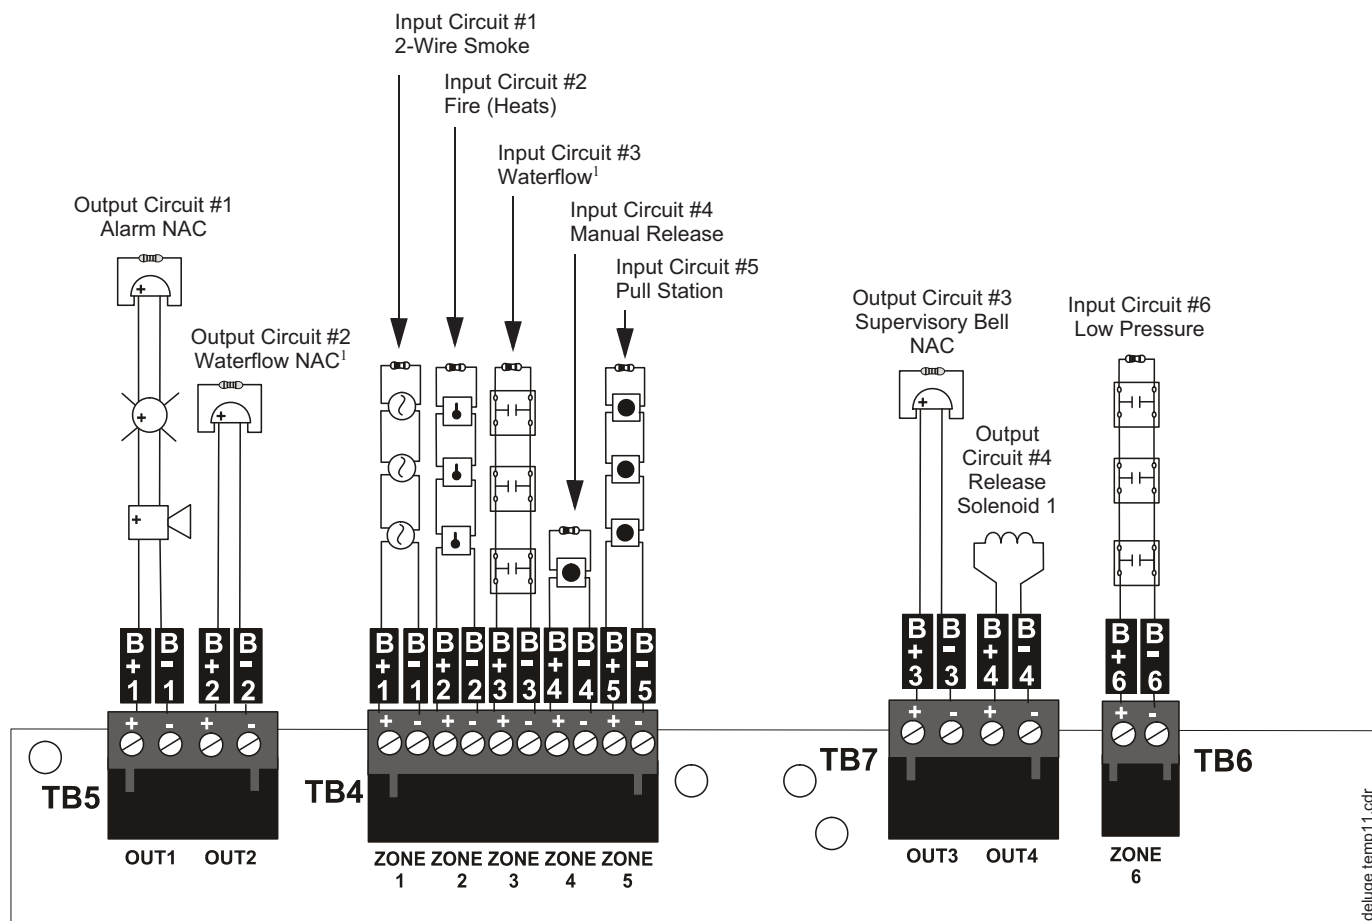 Input Circuit #1
2-Wire Smoke
Input Circuit #2
Fire (Heats)
Input Circuit #3
Waterflow1
Input Circuit #4
Manual Release
Input Circuit #5
Pull Station
Output Circuit #1
Alarm NAC
Output Circuit #2
Waterflow NAC1
Output Circuit #3
Supervisory Bell
NAC
Output
Circuit #4
Release
Solenoid 1
Input Circuit #6
Low Pressure
+
+
+
+
+
B+1 B-1 B+2 B-2
B+1 B-1 B+2 B-2 B+3 B-3 B+4 B-4 B+5 B-5
B+3 B-3 B+4 B-4
B+6 B-6
+ - + -
+ - + - + - + - + -
+ - + -
+ -
TB5
TB4
TB7
TB6
OUT1 OUT2
ZONE ZONE ZONE ZONE ZONE
1 2 3 4 5
OUT3 OUT4
ZONE
6
deluge temp11.cdr